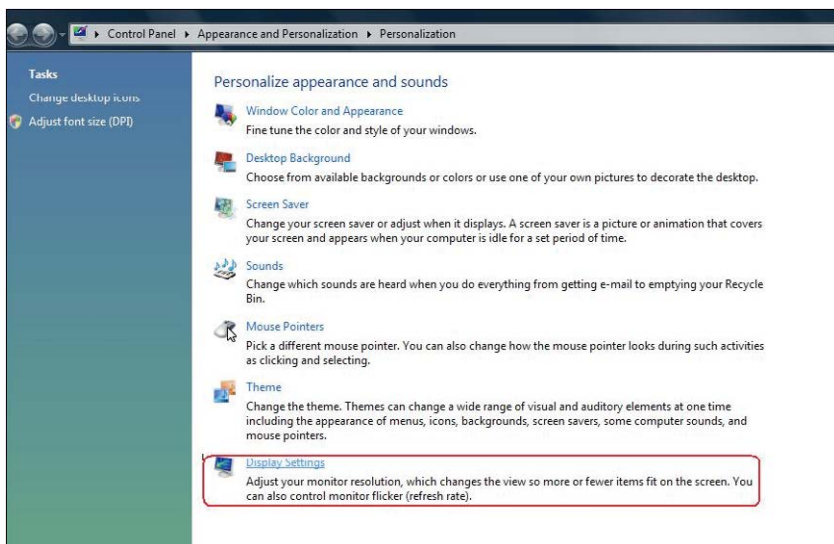 Control Panel ▸ Appearance and Personalization ▸ Personalization
Tasks
Change desktop icons
Adjust font size (DPI)
Personalize appearance and sounds
Window Color and Appearance
Fine tune the color and style of your windows.
Desktop Background
Choose from available backgrounds or colors or use one of your own pictures to decorate the desktop.
Screen Saver
Change your screen saver or adjust when it displays. A screen saver is a picture or animation that covers
your screen and appears when your computer is idle for a set period of time.
Sounds
Change which sounds are heard when you do everything from getting e-mail to emptying your Recycle
Bin.
Mouse Pointers
Pick a different mouse pointer. You can also change how the mouse pointer looks during such activities
as clicking and selecting.
Theme
Change the theme. Themes can change a wide range of visual and auditory elements at one time
including the appearance of menus, icons, backgrounds, screen savers, some computer sounds, and
mouse pointers.
Display Settings
Adjust your monitor resolution, which changes the view so more or fewer items fit on the screen. You
can also control monitor flicker (refresh rate).